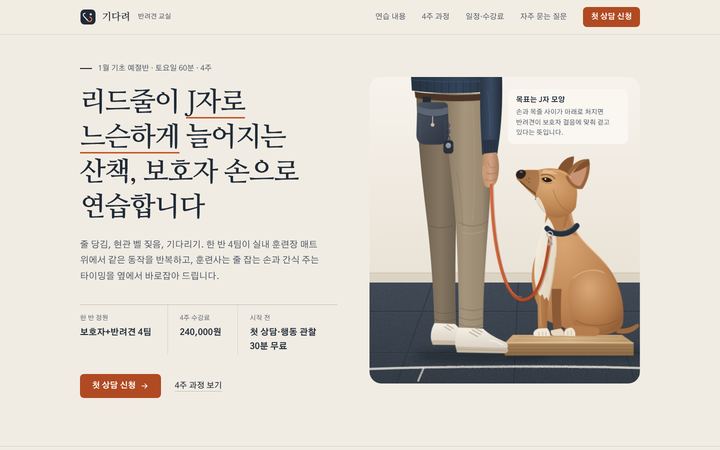 기다려 반려견 교실
연습 내용 4주 과정 일정·수강료 자주 묻는 질문 첫 상담 신청
1월 기초 예절반 · 토요일 60분 · 4주
리드줄이 J자로
느슨하게 늘어지는
산책, 보호자 손으로
연습합니다
줄 당김, 현관 벨 짖음, 기다리기. 한 반 4팀이 실내 훈련장 매트
위에서 같은 동작을 반복하고, 훈련사는 줄 잡는 손과 간식 주는
타이밍을 옆에서 바로잡아 드립니다.
한 반 정원
보호자+반려견 4팀
4주 수강료
240,000원
시작 전
첫 상담·행동 관찰
30분 무료
첫 상담 신청 →
4주 과정 보기
목표는 J자 모양
손과 목줄 사이가 아래로 처지면
반려견이 보호자 걸음에 맞춰 걷고
있다는 뜻입니다.